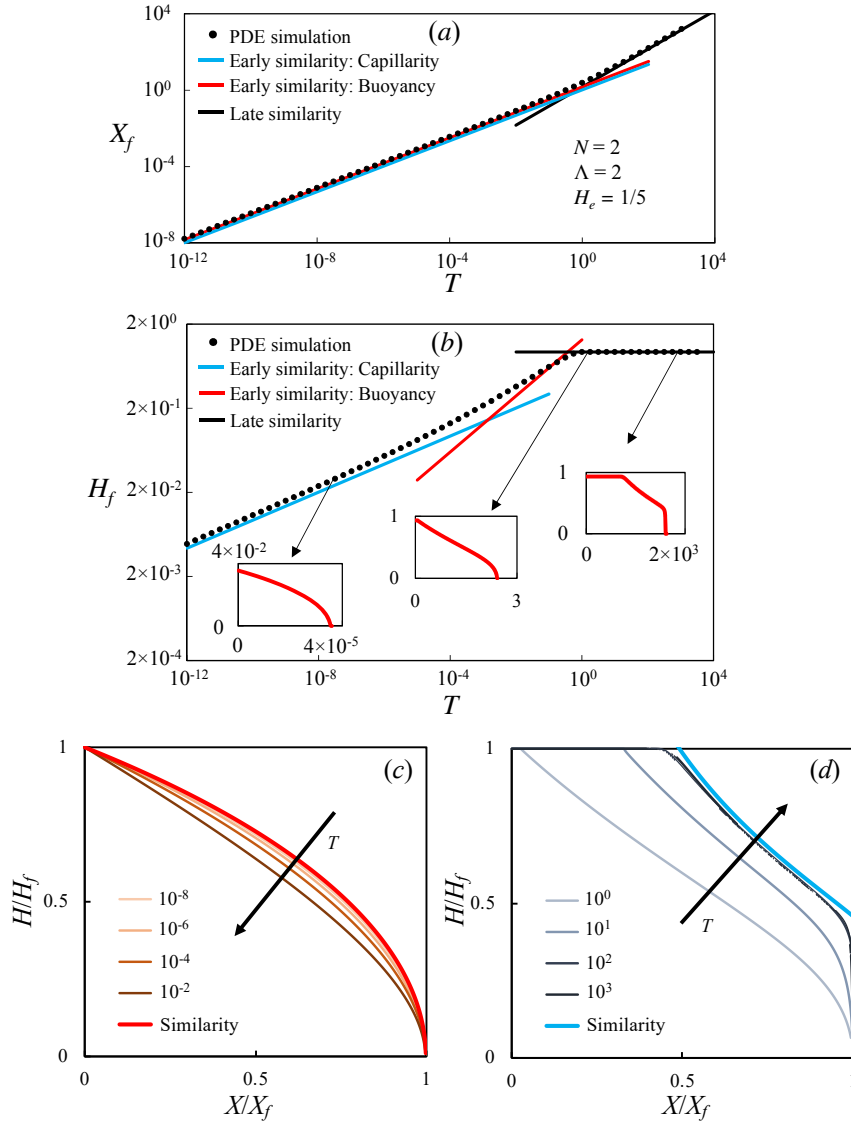 (a)
PDE simulation
Early similarity: Capillarity
Early similarity: Buoyancy
Late similarity
N = 2
Λ = 2
H_e = 1/5
10^4
10^0
10^-4
10^-8
X_f
10^-12
10^-8
10^-4
10^0
10^4
T
(b)
PDE simulation
Early similarity: Capillarity
Early similarity: Buoyancy
Late similarity
2×10^0
2×10^-1
2×10^-2
2×10^-3
2×10^-4
H_f
4×10^-2
0
0
4×10^-5
1
0
0
3
1
0
0
2×10^3
10^-12
10^-8
10^-4
10^0
10^4
T
(c)
1
0.5
0
H/H_f
T
10^-8
10^-6
10^-4
10^-2
Similarity
0
0.5
1
X/X_f
(d)
1
0.5
0
H/H_f
T
10^0
10^1
10^2
10^3
Similarity
0
0.5
1
X/X_f